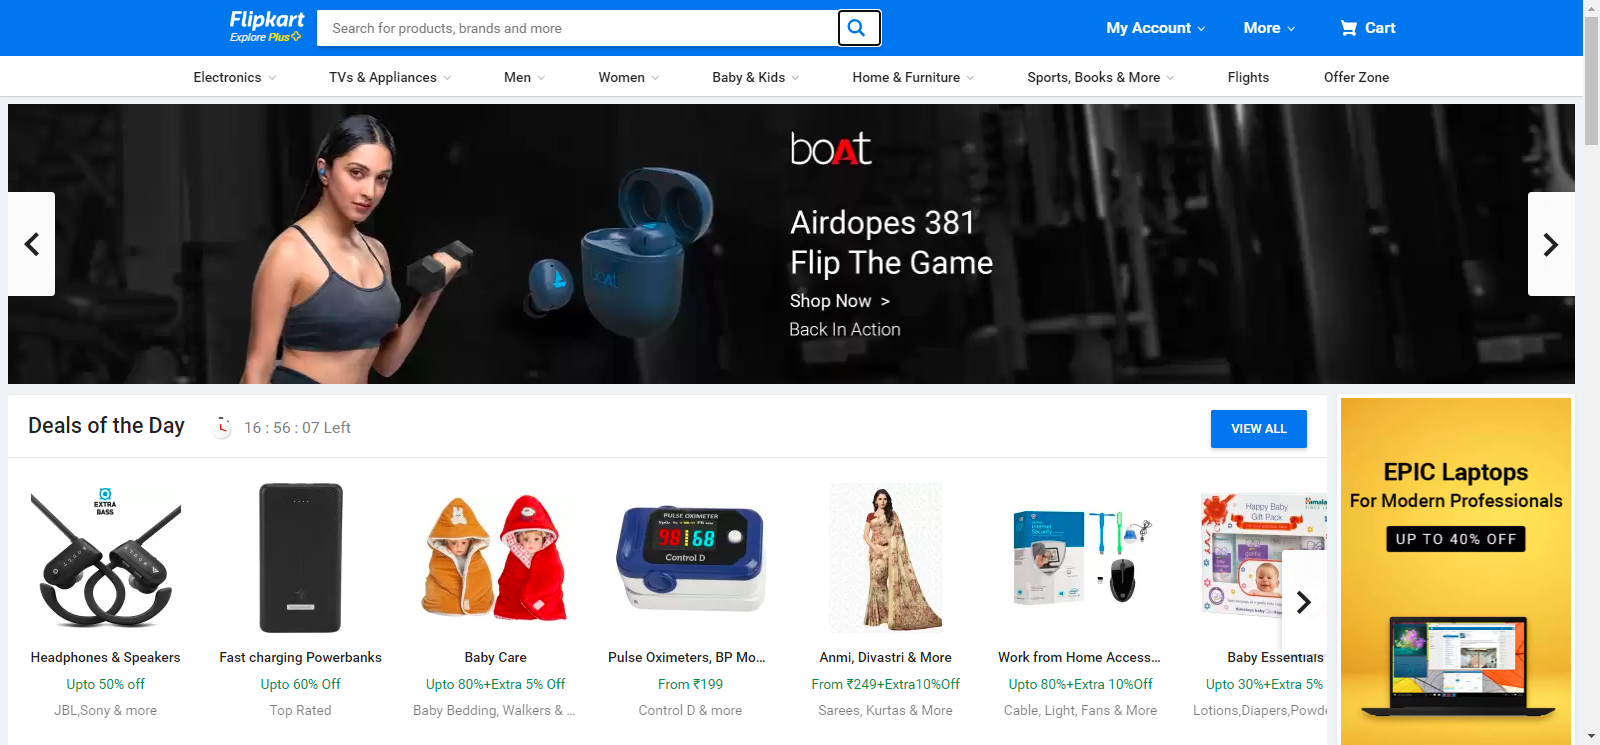 Flipkart
Explore Plus
Search for products, brands and more
My Account
More
Cart
Electronics
TVs & Appliances
Men
Women
Baby & Kids
Home & Furniture
Sports, Books & More
Flights
Offer Zone
boAt
Airdopes 381
Flip The Game
Shop Now >
Back In Action
boAt
Deals of the Day
16 : 56 : 07 Left
VIEW ALL
EXTRA
BASS
PULSE OXIMETER
98
68
Control D
Internet
Security
Himala
Happy Baby
Gift Pack
Headphones & Speakers
Fast charging Powerbanks
Baby Care
Pulse Oximeters, BP Mo...
Anmi, Divastri & More
Work from Home Access...
Baby Essentials
Upto 50% off
Upto 60% Off
Upto 80%+Extra 5% Off
From ₹199
From ₹249+Extra10%Off
Upto 80%+Extra 10%Off
Upto 30%+Extra 5%
JBL,Sony & more
Top Rated
Baby Bedding, Walkers & ...
Control D & more
Sarees, Kurtas & More
Cable, Light, Fans & More
Lotions,Diapers,Powde
EPIC Laptops
For Modern Professionals
UP TO 40% OFF